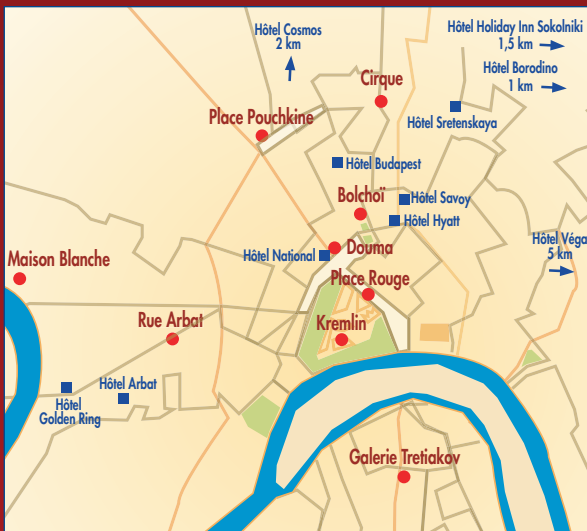 Hôtel Cosmos
2 km
Hôtel Holiday Inn Sokolniki
1,5 km
Hôtel Borodino
1 km
Cirque
Place Pouchkine
Hôtel Sretenskaya
Hôtel Budapest
Bolchoï
Hôtel Savoy
Hôtel Hyatt
Hôtel Véga
5 km
Hôtel National
Douma
Maison Blanche
Place Rouge
Rue Arbat
Kremlin
Hôtel Arbat
Hôtel
Golden Ring
Galerie Tretiakov